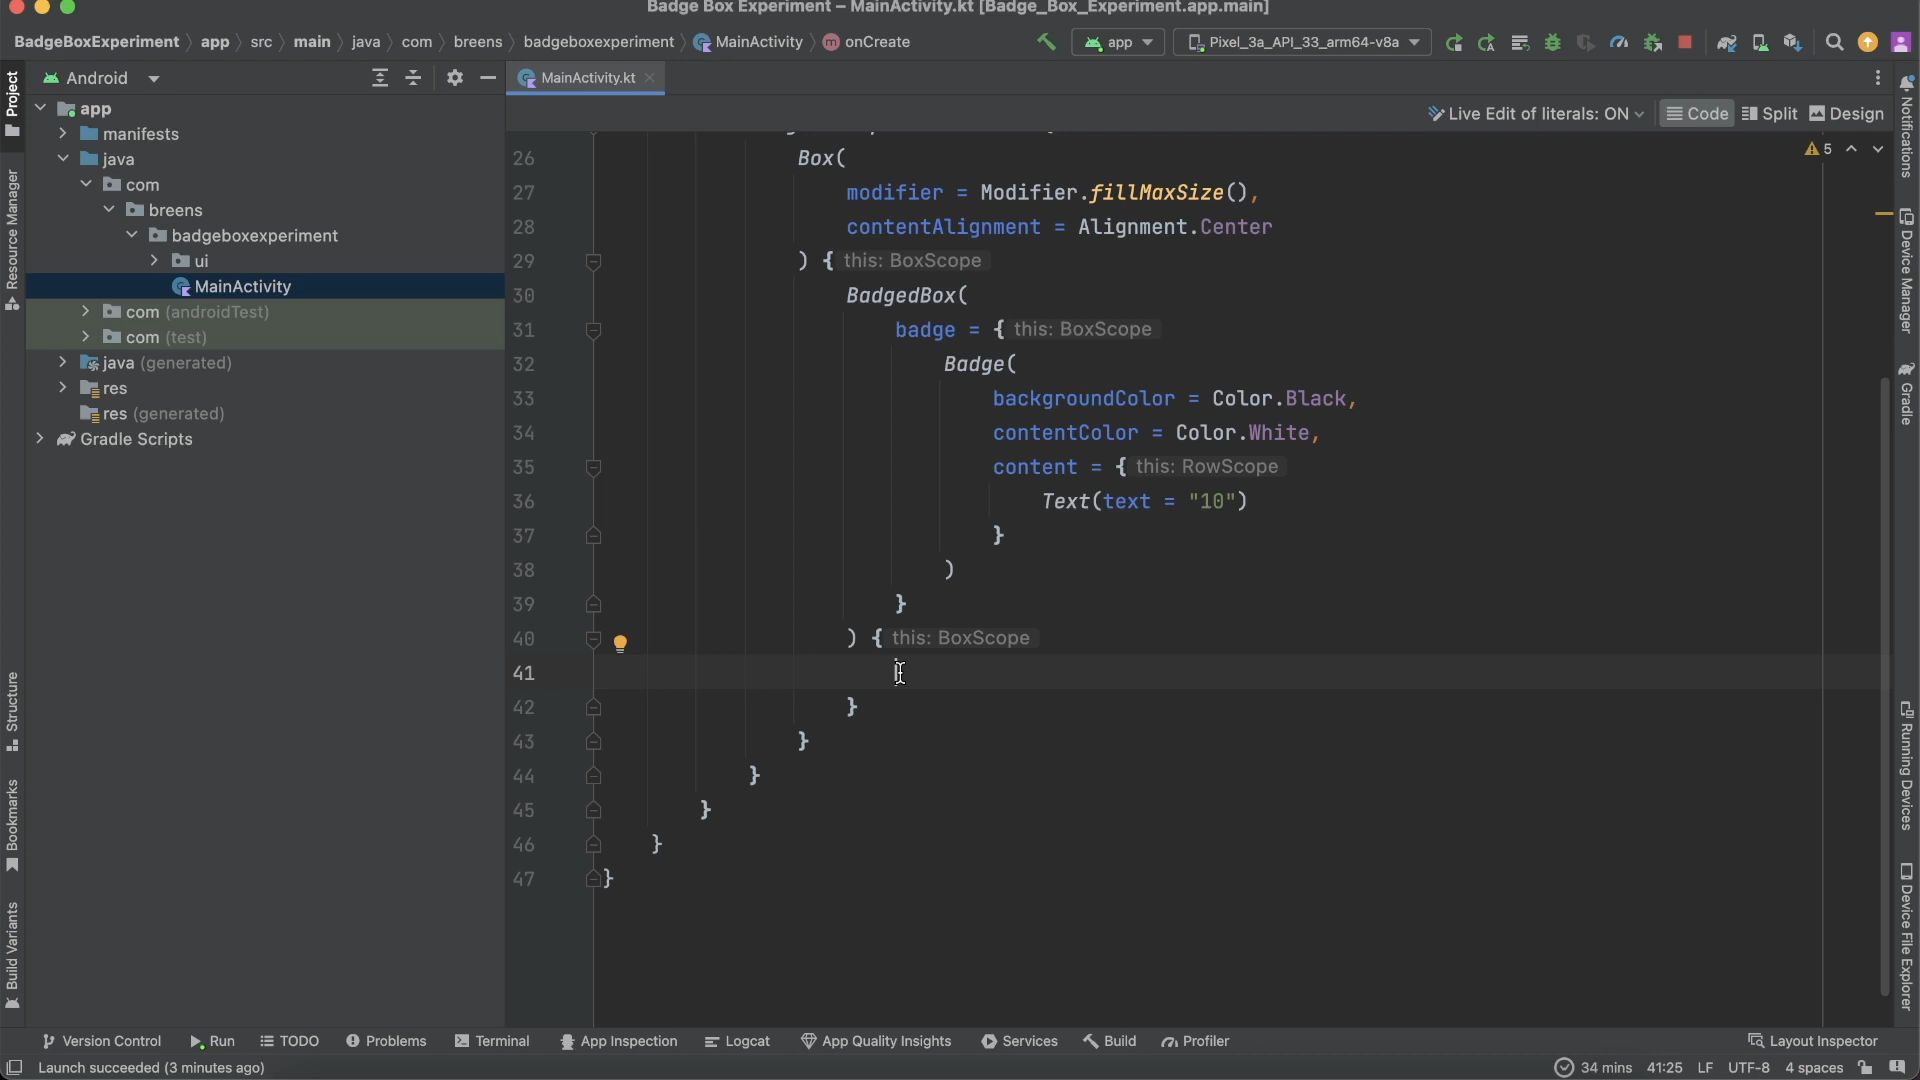 Badge Box Experiment – MainActivity.kt [Badge_Box_Experiment.app.main]
BadgeBoxExperiment app src main java com breens badgeboxexperiment MainActivity onCreate
app
Pixel_3a_API_33_arm64-v8a
Project
Resource Manager
Structure
Bookmarks
Build Variants
Android
app
manifests
java
com
breens
badgeboxexperiment
ui
MainActivity
com (androidTest)
com (test)
java (generated)
res
res (generated)
Gradle Scripts
MainActivity.kt
Live Edit of literals: ON
Code
Split
Design
5
26 Box(
27 modifier = Modifier.fillMaxSize(),
28 contentAlignment = Alignment.Center
29 ) { this: BoxScope
30 BadgedBox(
31 badge = { this: BoxScope
32 Badge(
33 backgroundColor = Color.Black,
34 contentColor = Color.White,
35 content = { this: RowScope
36 Text(text = "10")
37 }
38 )
39 }
40 ) { this: BoxScope
41
42 }
43 }
44 }
45 }
46 }
47 }
Notifications
Device Manager
Gradle
Running Devices
Device File Explorer
Version Control
Run
TODO
Problems
Terminal
App Inspection
Logcat
App Quality Insights
Services
Build
Profiler
Layout Inspector
Launch succeeded (3 minutes ago)
34 mins 41:25 LF UTF-8 4 spaces